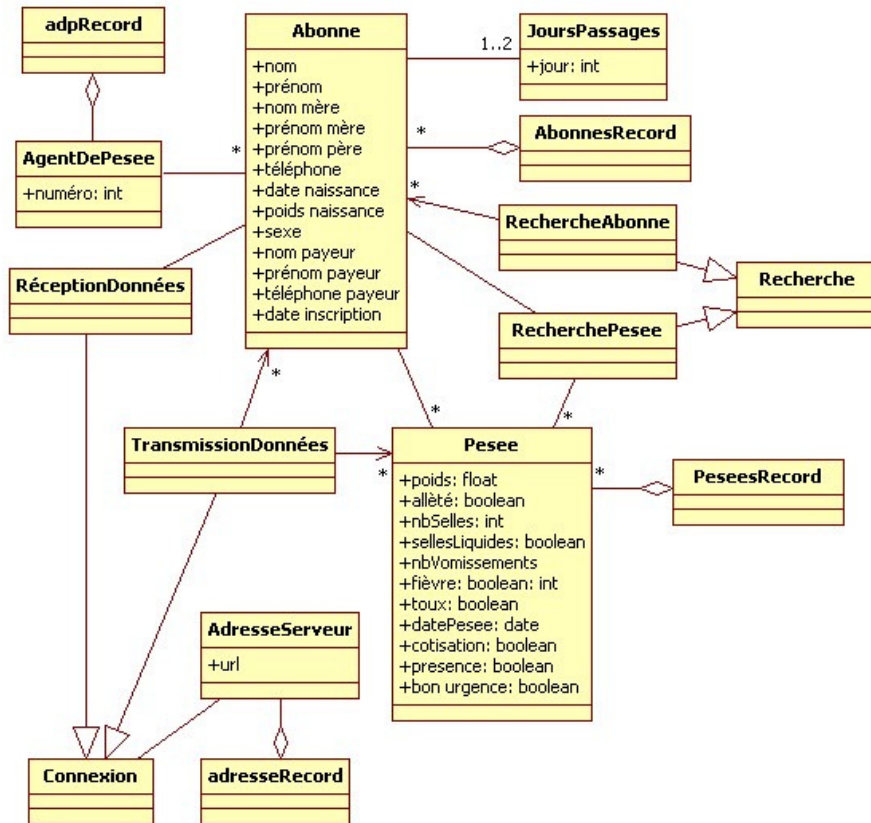 adpRecord
Abonne
+nom
+prénom
+nom mère
+prénom mère
+prénom père
+téléphone
+date naissance
+poids naissance
+sexe
+nom payeur
+prénom payeur
+téléphone payeur
+date inscription
1..2
JoursPassages
+jour: int
*
AbonnesRecord
AgentDePesee
+numéro: int
*
*
RechercheAbonne
Recherche
RéceptionDonnées
RecherchePesee
*
*
*
TransmissionDonnées
*
Pesee
+poids: float
+allèté: boolean
+nbSelles: int
+sellesLiquides: boolean
+nbVomissements
+fièvre: boolean: int
+toux: boolean
+datePesee: date
+cotisation: boolean
+presence: boolean
+bon urgence: boolean
*
PeseesRecord
AdresseServeur
+url
Connexion
adresseRecord